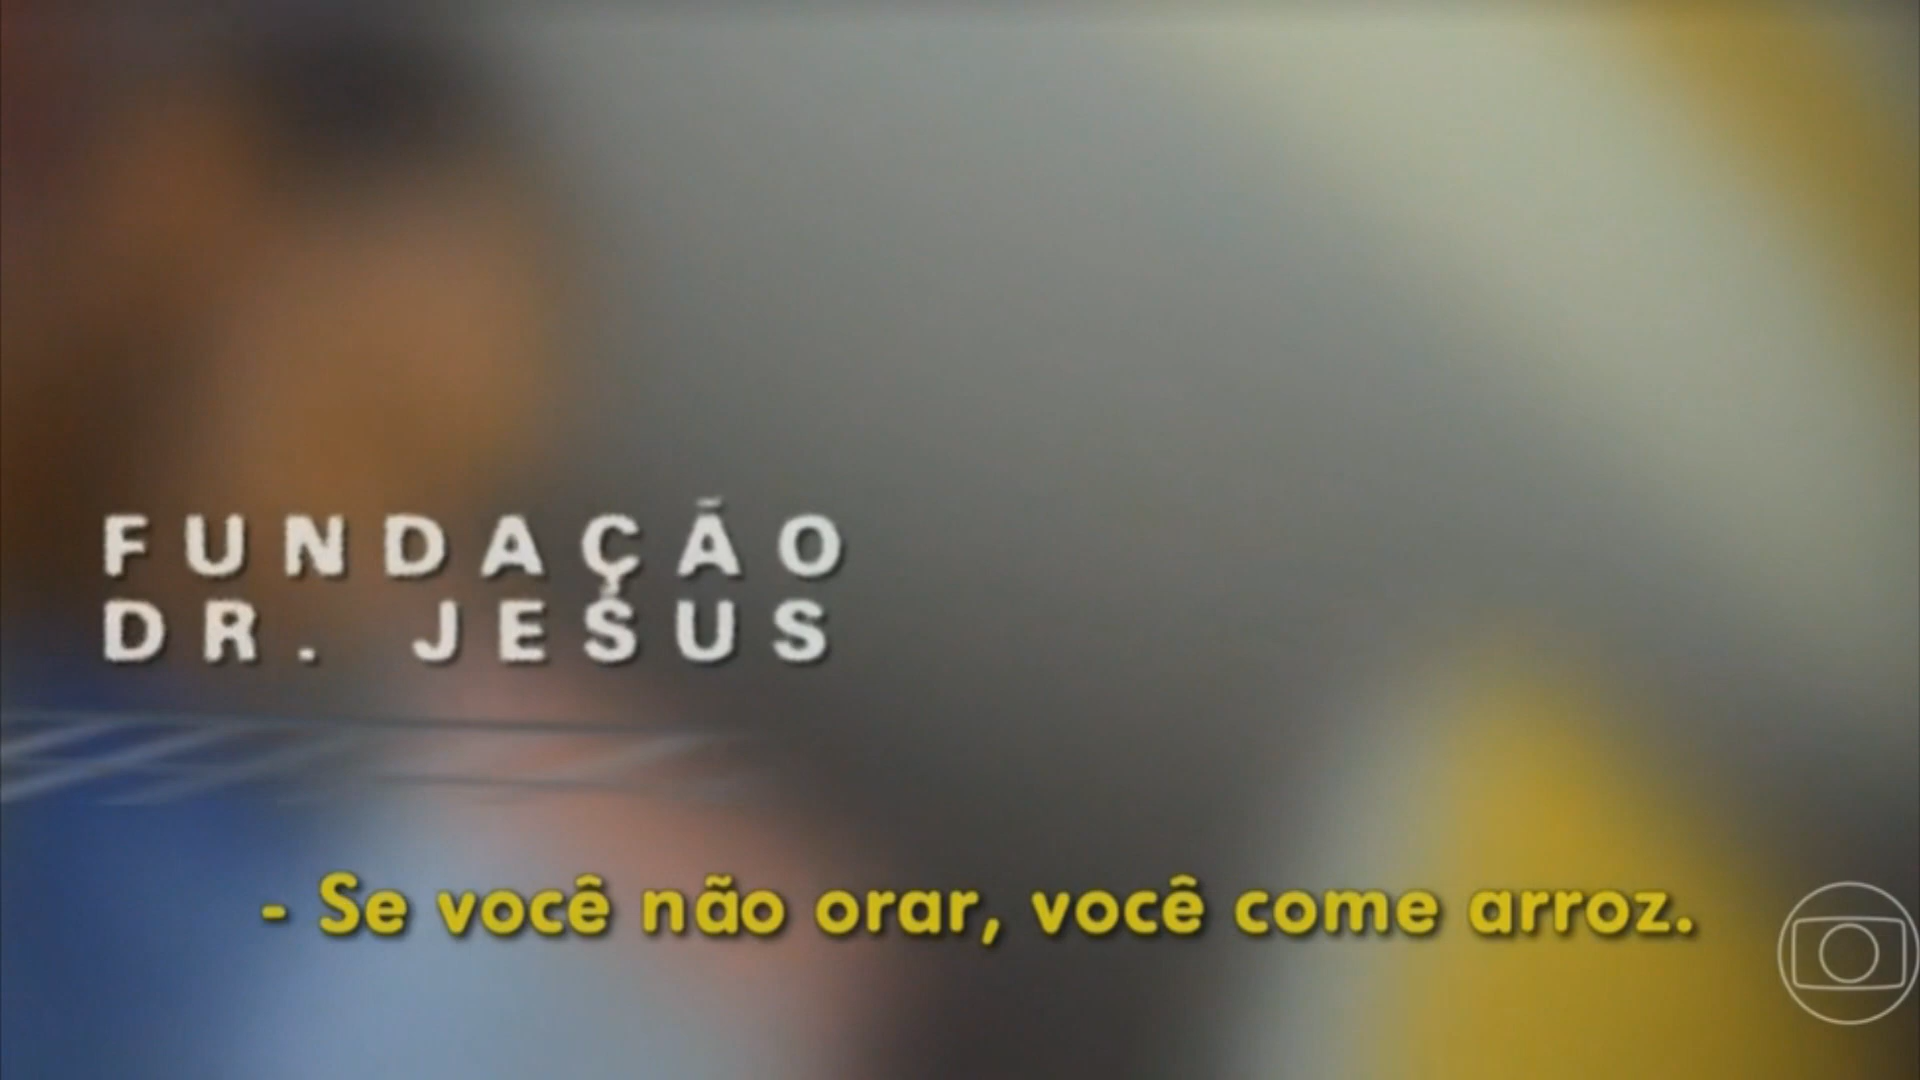 FUNDAÇÃO
DR. JESUS
- Se você não orar, você come arroz.